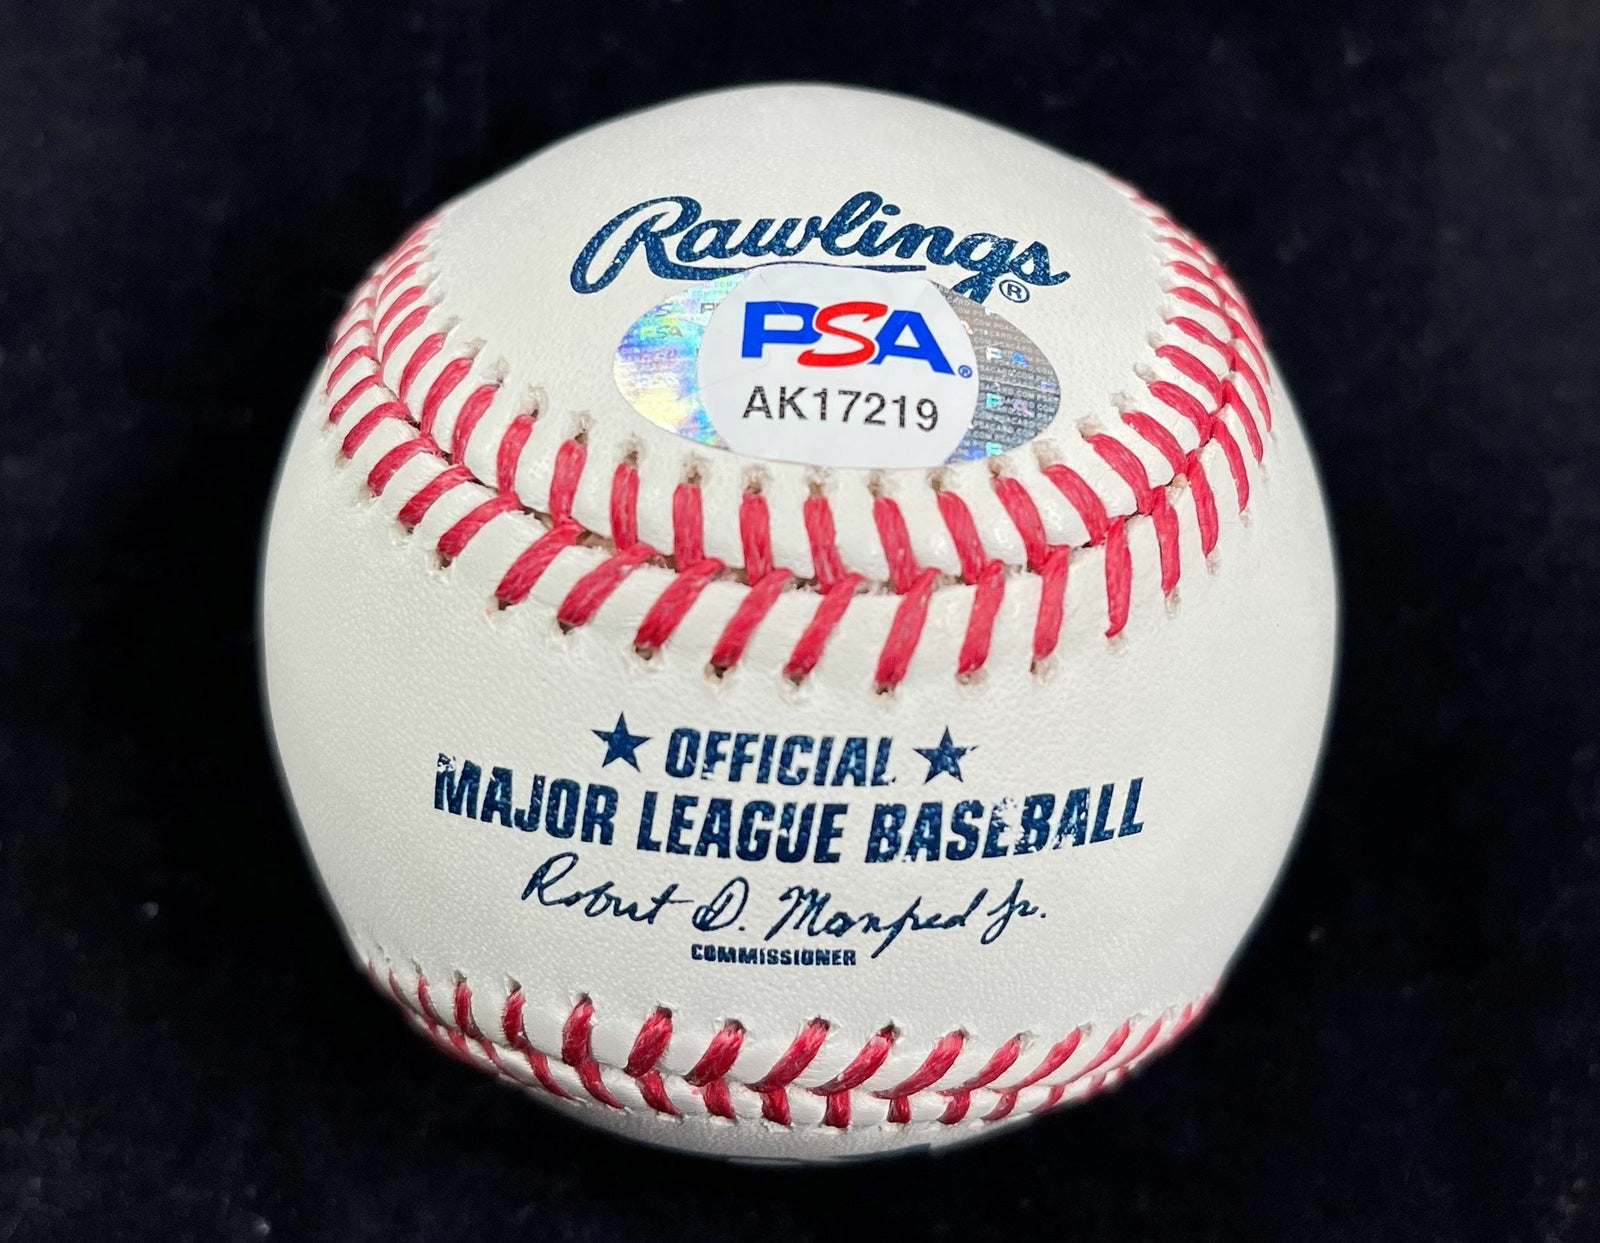 Rawlings®
PSA®
AK17219
★ OFFICIAL ★
MAJOR LEAGUE BASEBALL
Robert D. Manfred Jr.
COMMISSIONER